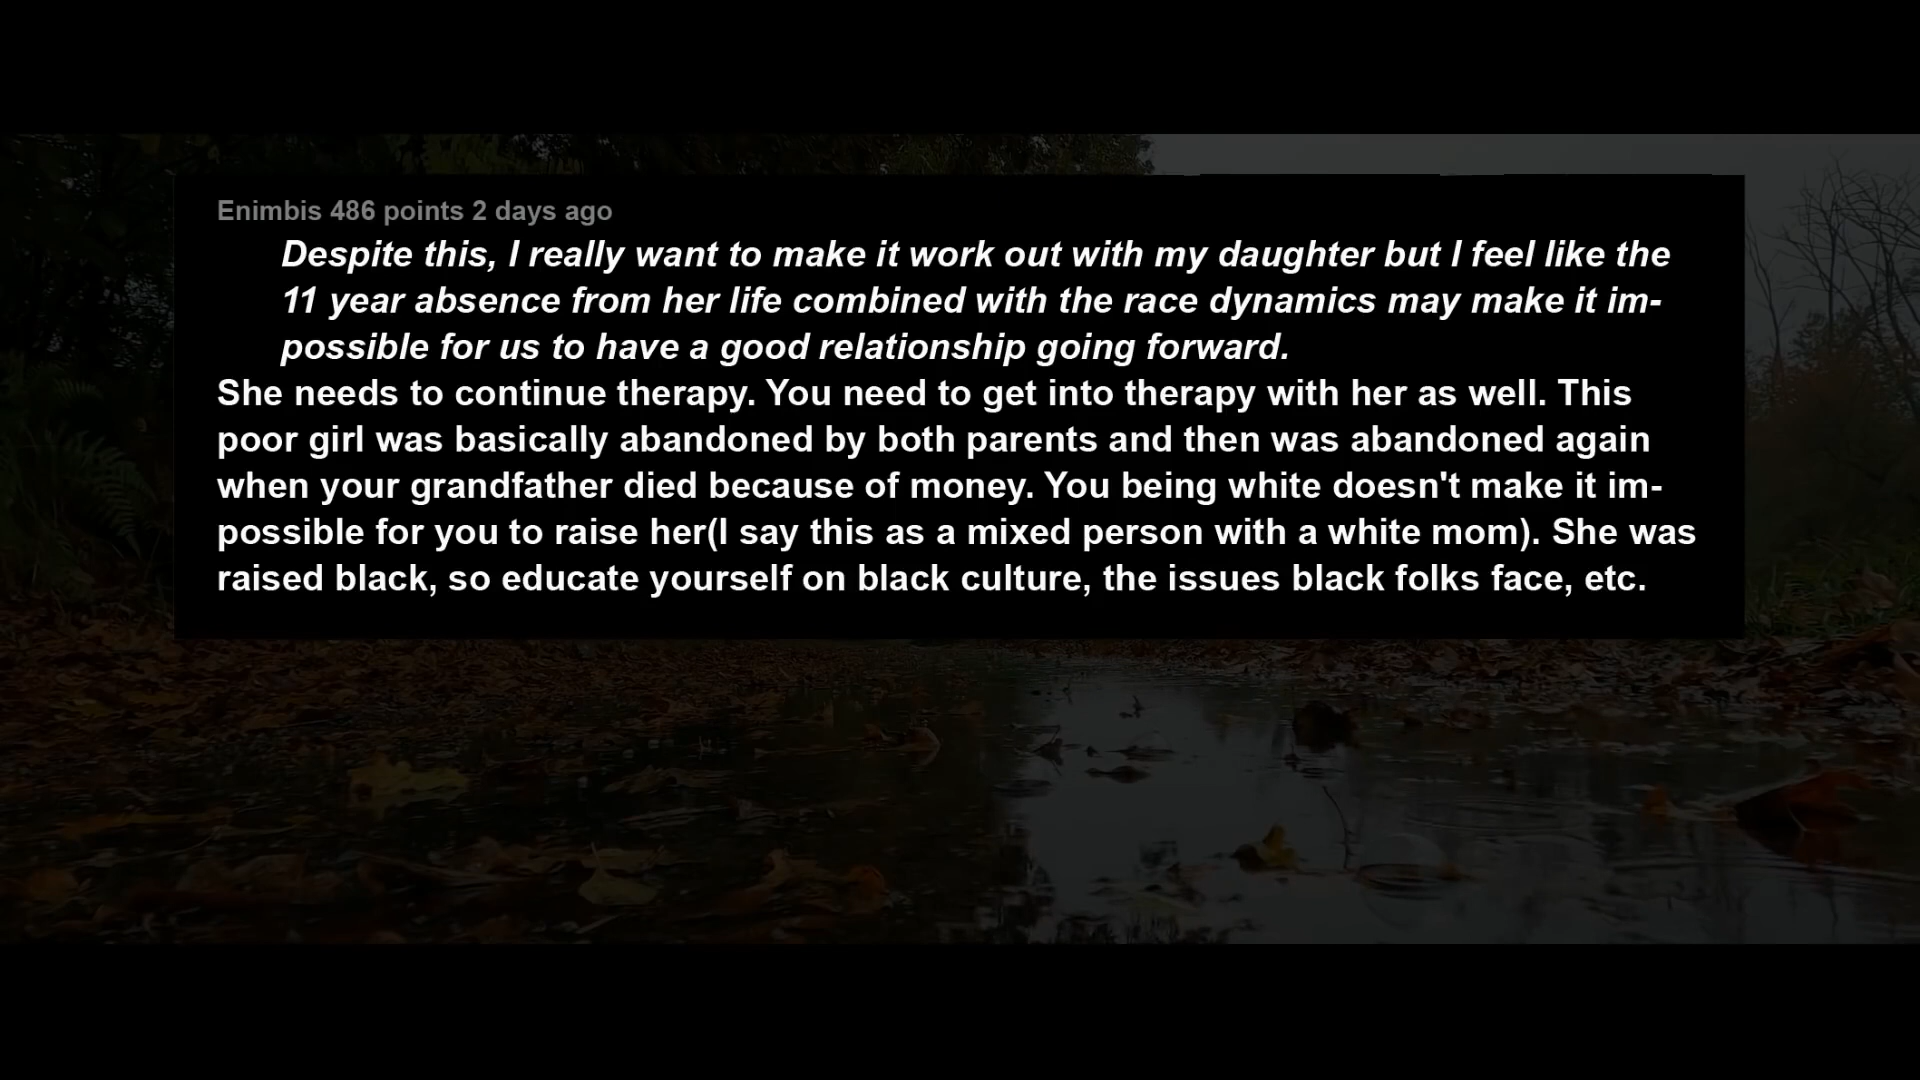 Enimbis 486 points 2 days ago
Despite this, I really want to make it work out with my daughter but I feel like the
11 year absence from her life combined with the race dynamics may make it im-
possible for us to have a good relationship going forward.
She needs to continue therapy. You need to get into therapy with her as well. This
poor girl was basically abandoned by both parents and then was abandoned again
when your grandfather died because of money. You being white doesn't make it im-
possible for you to raise her(I say this as a mixed person with a white mom). She was
raised black, so educate yourself on black culture, the issues black folks face, etc.